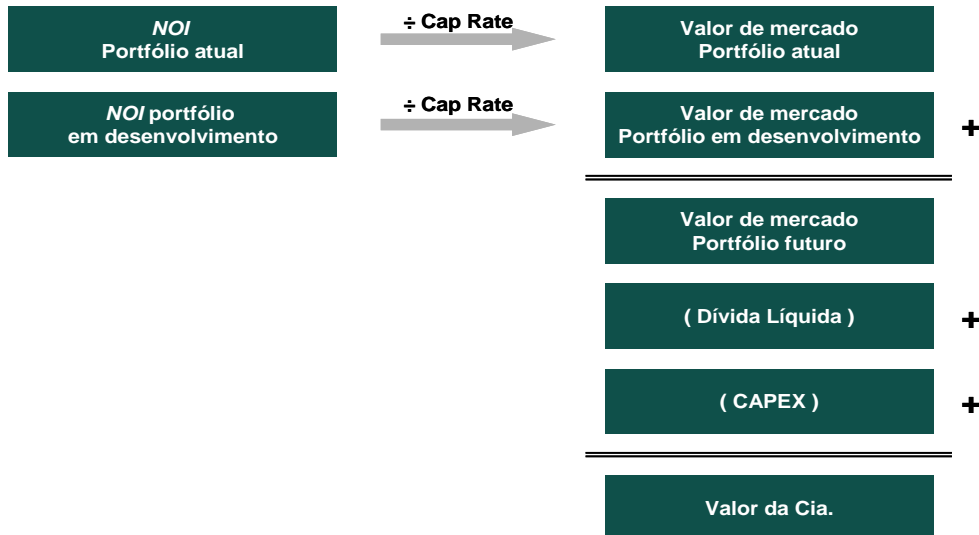 NOI
Portfólio atual
÷ Cap Rate
Valor de mercado
Portfólio atual
NOI portfólio
em desenvolvimento
÷ Cap Rate
Valor de mercado
Portfólio em desenvolvimento
+
Valor de mercado
Portfólio futuro
( Dívida Líquida )
+
( CAPEX )
+
Valor da Cia.